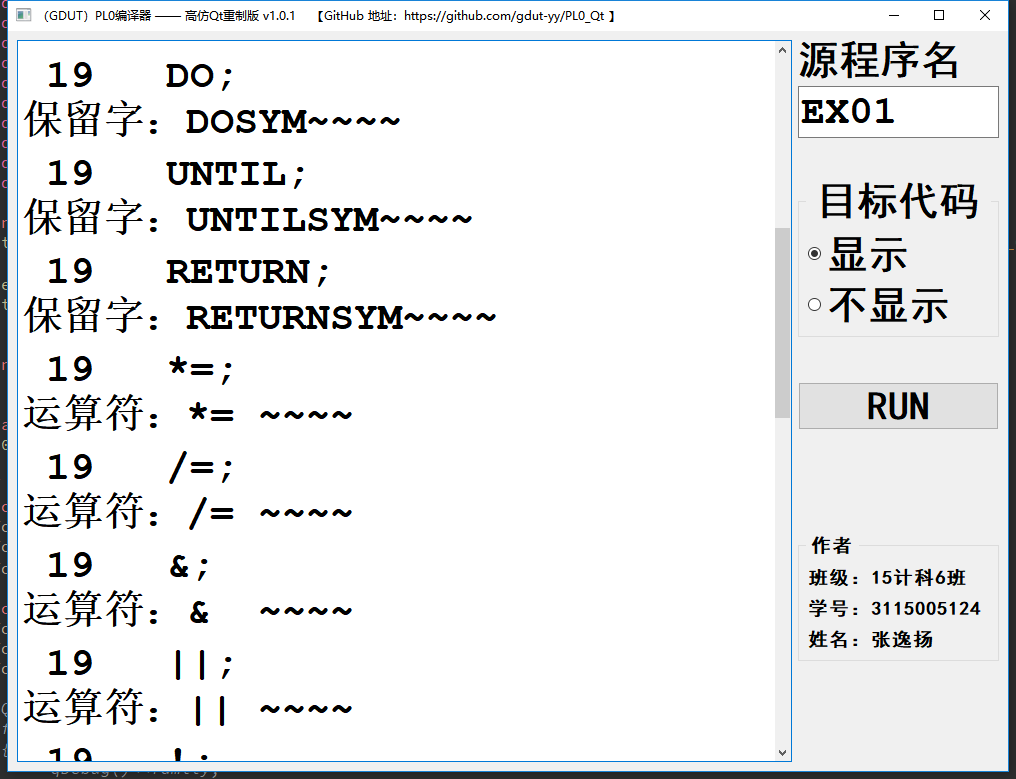 （GDUT）PL0编译器 —— 高仿Qt重制版 v1.0.1 【GitHub 地址：https://github.com/gdut-yy/PL0_Qt 】
19 DO;
保留字：DOSYM~~~~
19 UNTIL;
保留字：UNTILSYM~~~~
19 RETURN;
保留字：RETURNSYM~~~~
19 *=;
运算符：*= ~~~~
19 /=;
运算符：/= ~~~~
19 &;
运算符：& ~~~~
19 ||;
运算符：|| ~~~~
19 !;
源程序名
EX01
目标代码
显示
不显示
RUN
作者
班级：15计科6班
学号：3115005124
姓名：张逸扬